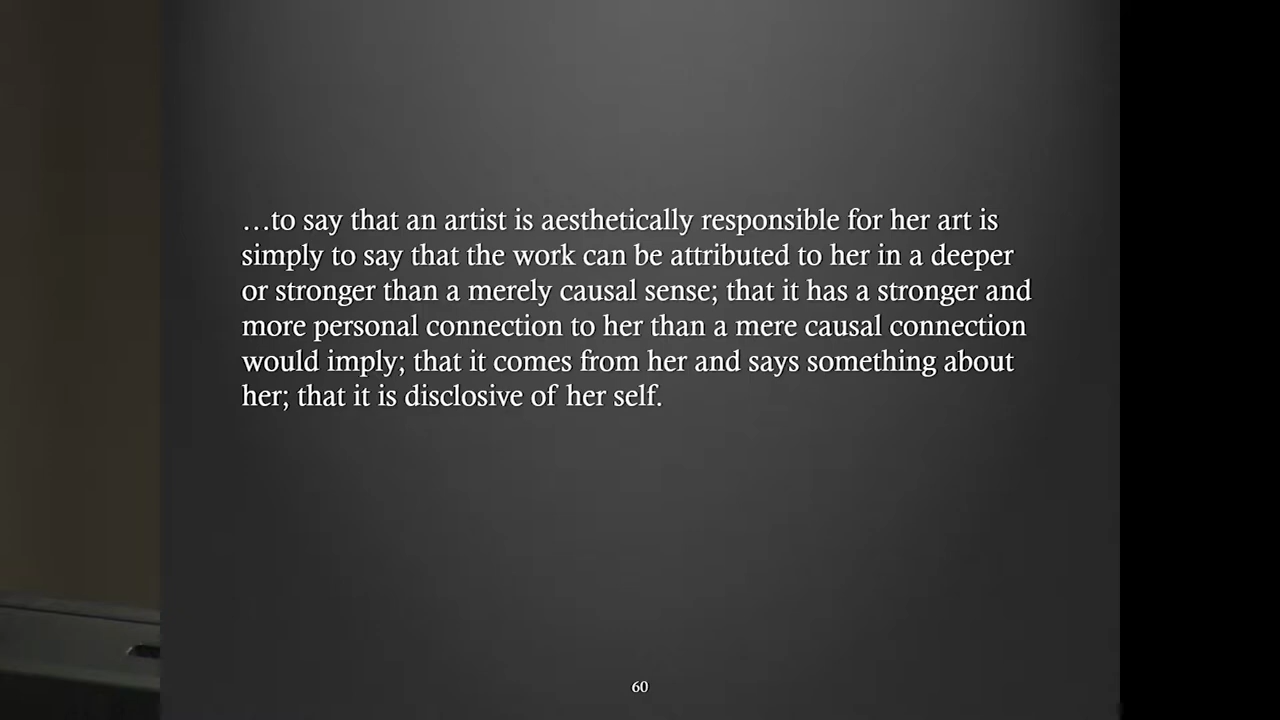 …to say that an artist is aesthetically responsible for her art is
simply to say that the work can be attributed to her in a deeper
or stronger than a merely causal sense; that it has a stronger and
more personal connection to her than a mere causal connection
would imply; that it comes from her and says something about
her; that it is disclosive of her self.
60